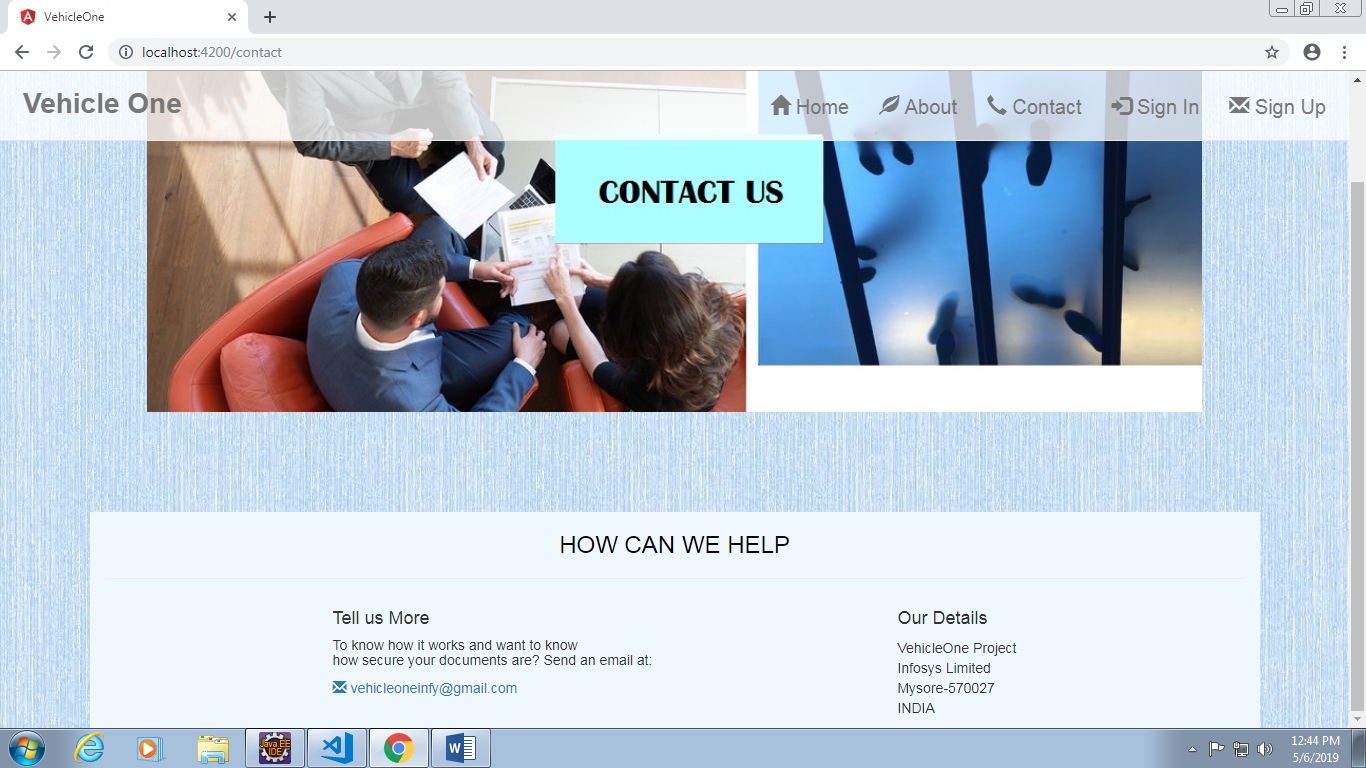 VehicleOne
localhost:4200/contact
Vehicle One
Home
About
Contact
Sign In
Sign Up
CONTACT US
HOW CAN WE HELP
Tell us More
To know how it works and want to know
how secure your documents are? Send an email at:
vehicleoneinfy@gmail.com
Our Details
VehicleOne Project
Infosys Limited
Mysore-570027
INDIA
Java EE
IDE
12:44 PM
5/6/2019